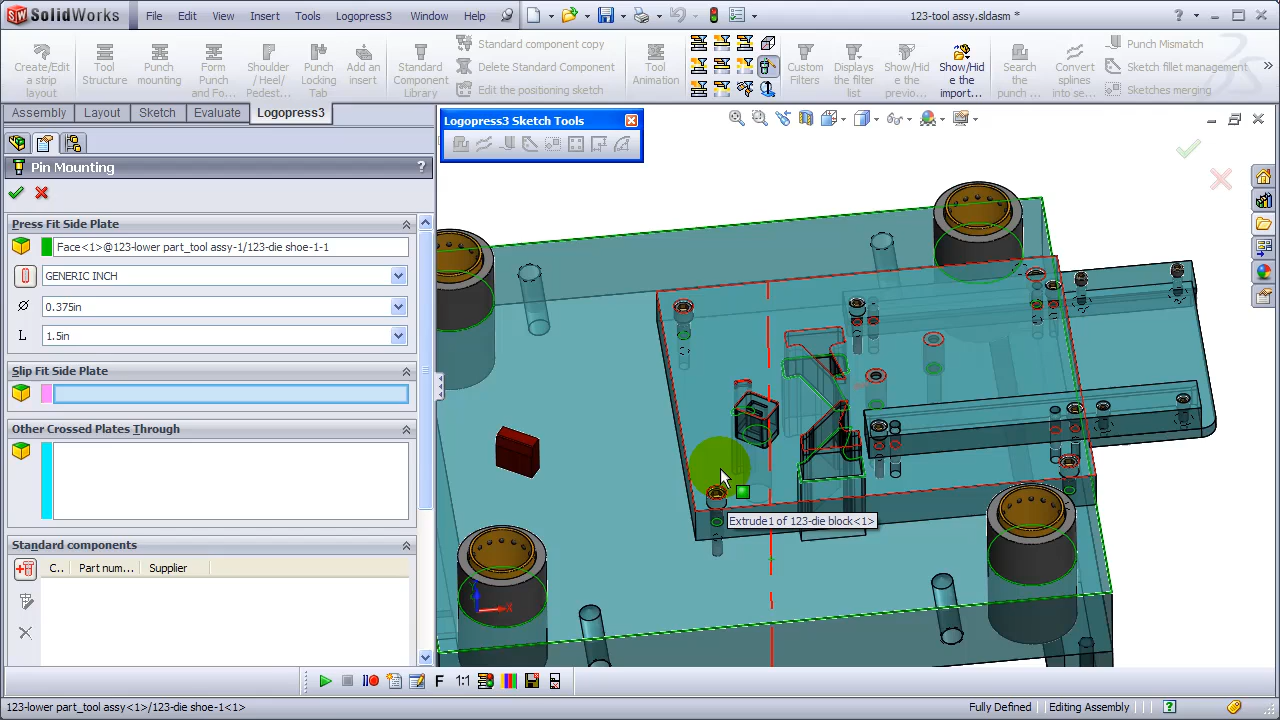 SolidWorks File Edit View Insert Tools Logopress3 Window Help 123-tool assy.sldasm *
Create/Edit a strip layout
Tool Structure
Punch mounting
Form Punch
Shoulder/Heel/Pedest...
Punch Locking
Add an insert
Standard Component Library
Standard component copy
Delete Standard Component
Edit the positioning sketch
Tool Animation
Custom Filters
Displays the filter list
Show/Hide the previo...
Show/Hide the import...
Search the punch ...
Convert splines into ...
Punch Mismatch
Sketch fillet management
Sketches merging
Assembly Layout Sketch Evaluate Logopress3
Logopress3 Sketch Tools
Pin Mounting ?
Press Fit Side Plate
Face<1>@123-lower part_tool assy-1/123-die shoe-1-1
GENERIC INCH
0.375in
L 1.5in
Slip Fit Side Plate
Other Crossed Plates Through
Extrude1 of 123-die block<1>
Standard components
C.. Part num... Supplier
F 1:1
123-lower part_tool assy<1>/123-die shoe-1<1> Fully Defined Editing Assembly ?